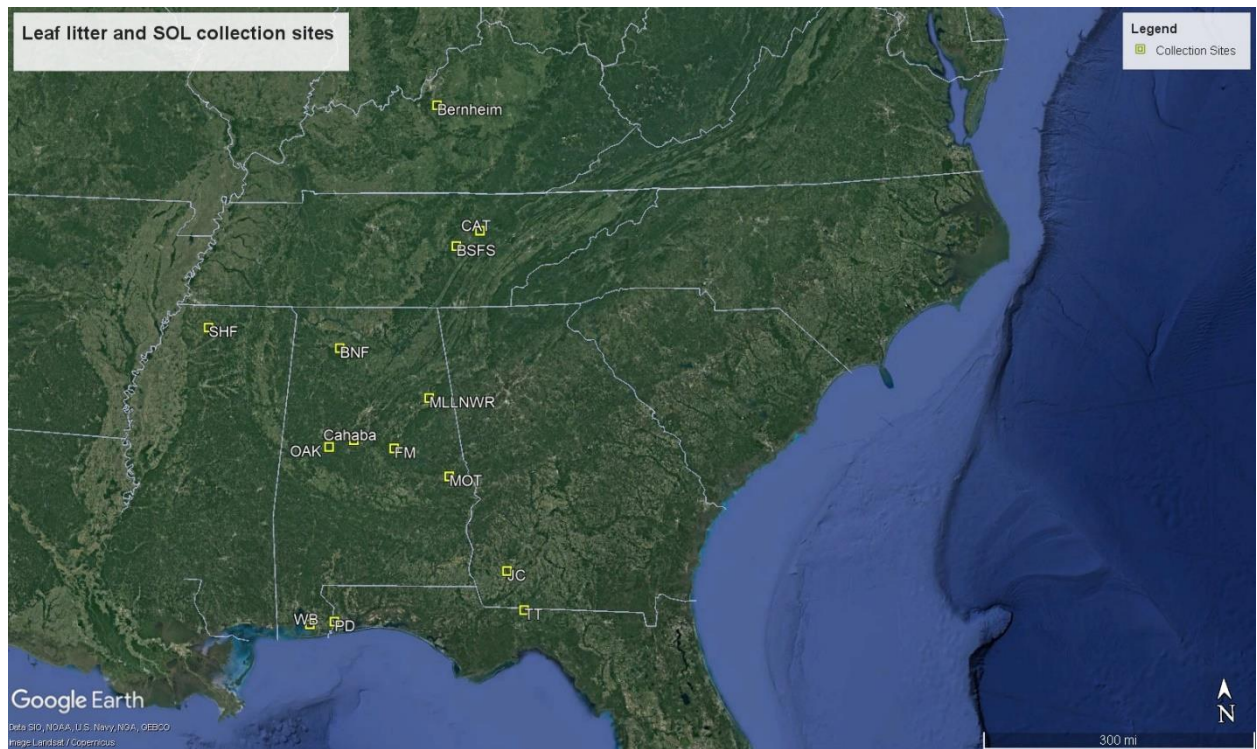 Leaf litter and SOL collection sites
Legend
Collection Sites
Bernheim
CAT
BSFS
SHF
BNF
MLLNWR
Cahaba
OAK
FM
MOT
JC
TT
WB
PD
Google Earth
Data SIO, NOAA, U.S. Navy, NGA, GEBCO
Image Landsat / Copernicus
N
300 mi